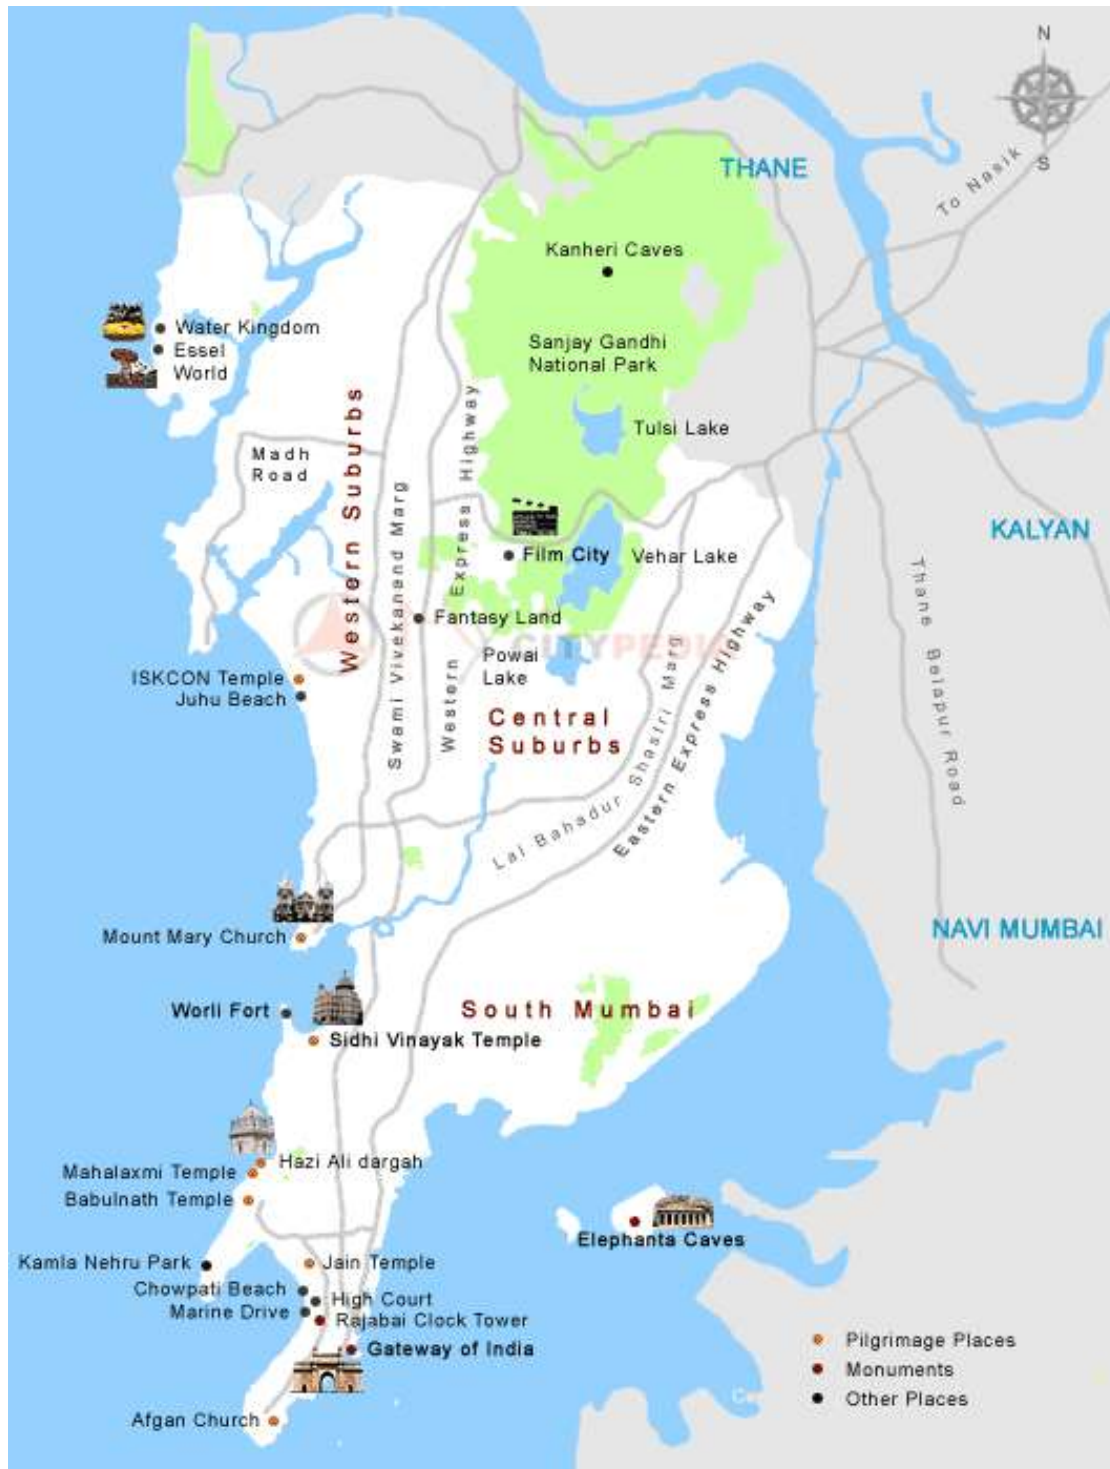 N
S
THANE
To Nasik
Kanheri Caves
Water Kingdom
Essel
World
Sanjay Gandhi
National Park
Tulsi Lake
Western Suburbs
Madh
Road
Swami Vivekanand Marg
Western Express Highway
Film City
Vehar Lake
KALYAN
Thane Belapur Road
Fantasy Land
CITYPEDIA
Powai
Lake
ISKCON Temple
Juhu Beach
Central
Suburbs
Lal Bahadur Shastri Marg
Eastern Express Highway
Mount Mary Church
NAVI MUMBAI
Worli Fort
South Mumbai
Sidhi Vinayak Temple
Hazi Ali dargah
Mahalaxmi Temple
Babulnath Temple
Elephanta Caves
Kamla Nehru Park
Jain Temple
Chowpati Beach
High Court
Marine Drive
Rajabai Clock Tower
Gateway of India
Afgan Church
Pilgrimage Places
Monuments
Other Places